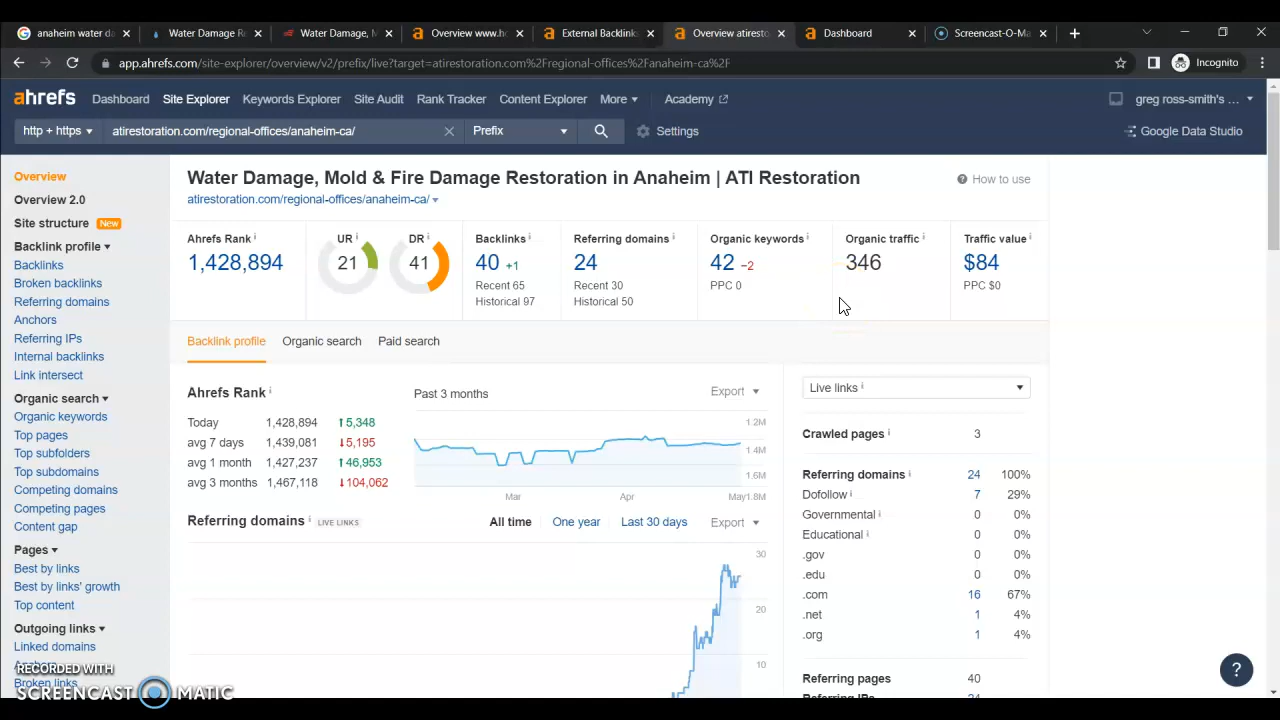 anaheim water da
Water Damage Re
Water Damage, M
Overview www.ho
External Backlinks
Overview atiresto
Dashboard
Screencast-O-Ma
app.ahrefs.com/site-explorer/overview/v2/prefix/live?target=atirestoration.com%2Fregional-offices%2Fanaheim-ca%2F
Incognito
ahrefs Dashboard Site Explorer Keywords Explorer Site Audit Rank Tracker Content Explorer More Academy greg ross-smith's ...
http + https atirestoration.com/regional-offices/anaheim-ca/ Prefix Settings Google Data Studio
Overview
Overview 2.0
Site structure New
Backlink profile
Backlinks
Broken backlinks
Referring domains
Anchors
Referring IPs
Internal backlinks
Link intersect
Organic search
Organic keywords
Top pages
Top subfolders
Top subdomains
Competing domains
Competing pages
Content gap
Pages
Best by links
Best by links' growth
Top content
Outgoing links
Linked domains
Broken links
RECORDED WITH
SCREENCAST MATIC
Water Damage, Mold & Fire Damage Restoration in Anaheim | ATI Restoration
How to use
atirestoration.com/regional-offices/anaheim-ca/
Ahrefs Rank
1,428,894
UR
21
DR
41
Backlinks
40 +1
Recent 65
Historical 97
Referring domains
24
Recent 30
Historical 50
Organic keywords
42 −2
PPC 0
Organic traffic
346
Traffic value
$84
PPC $0
Backlink profile Organic search Paid search
Ahrefs Rank
Past 3 months
Export
Today 1,428,894 ↑5,348
avg 7 days 1,439,081 ↓5,195
avg 1 month 1,427,237 ↑46,953
avg 3 months 1,467,118 ↓104,062
1.2M
1.4M
1.6M
Mar Apr May 1.8M
Referring domains LIVE LINKS
All time One year Last 30 days Export
30
20
10
Live links
Crawled pages 3
Referring domains 24 100%
Dofollow 7 29%
Governmental 0 0%
Educational 0 0%
.gov 0 0%
.edu 0 0%
.com 16 67%
.net 1 4%
.org 1 4%
Referring pages 40
Referring IPs 24
?